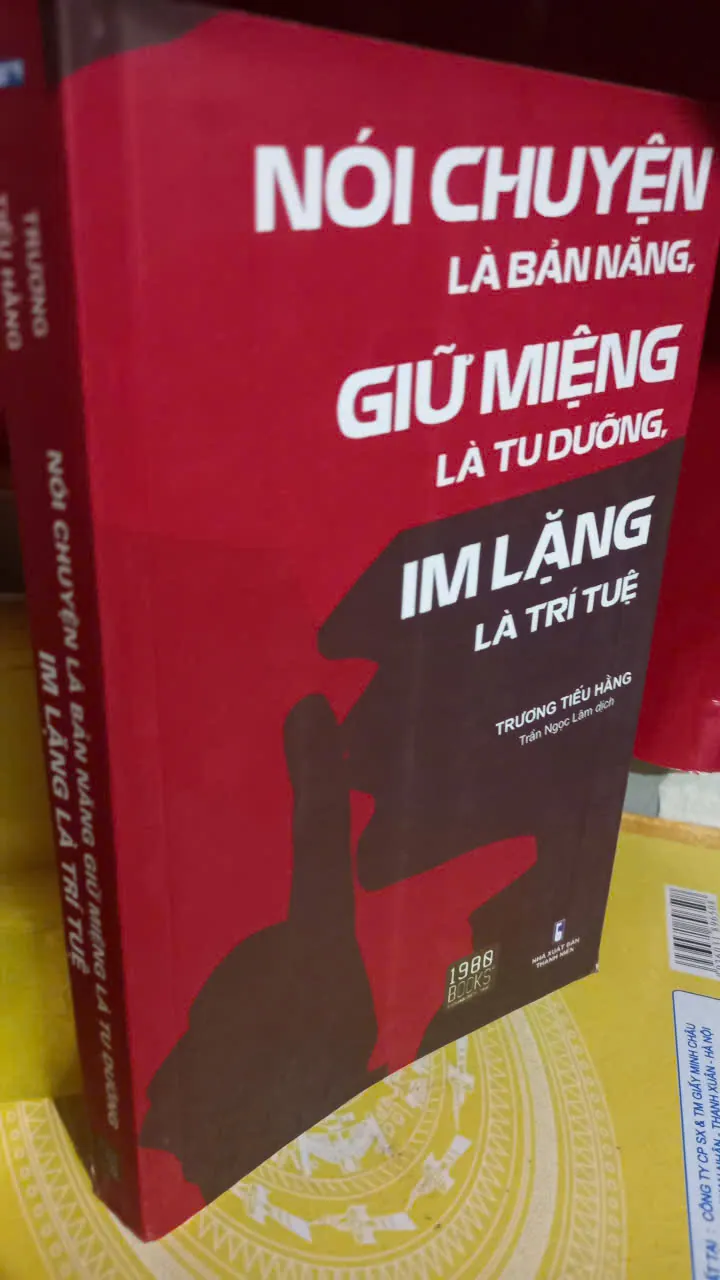 NÓI CHUYỆN
LÀ BẢN NĂNG,
GIỮ MIỆNG
LÀ TU DƯỠNG,
IM LẶNG
LÀ TRÍ TUỆ
TRƯƠNG TIẾU HẰNG
Trần Ngọc Lâm dịch
1980
BOOKS
NHÀ XUẤT BẢN
THANH NIÊN
TRƯƠNG
TIẾU HẰNG
NÓI CHUYỆN LÀ BẢN NĂNG GIỮ MIỆNG LÀ TU DƯỠNG
IM LẶNG LÀ TRÍ TUỆ
CÔNG TY CP SX & TM GIẤY MINH CHÂU
THANH XUÂN - HÀ NỘI